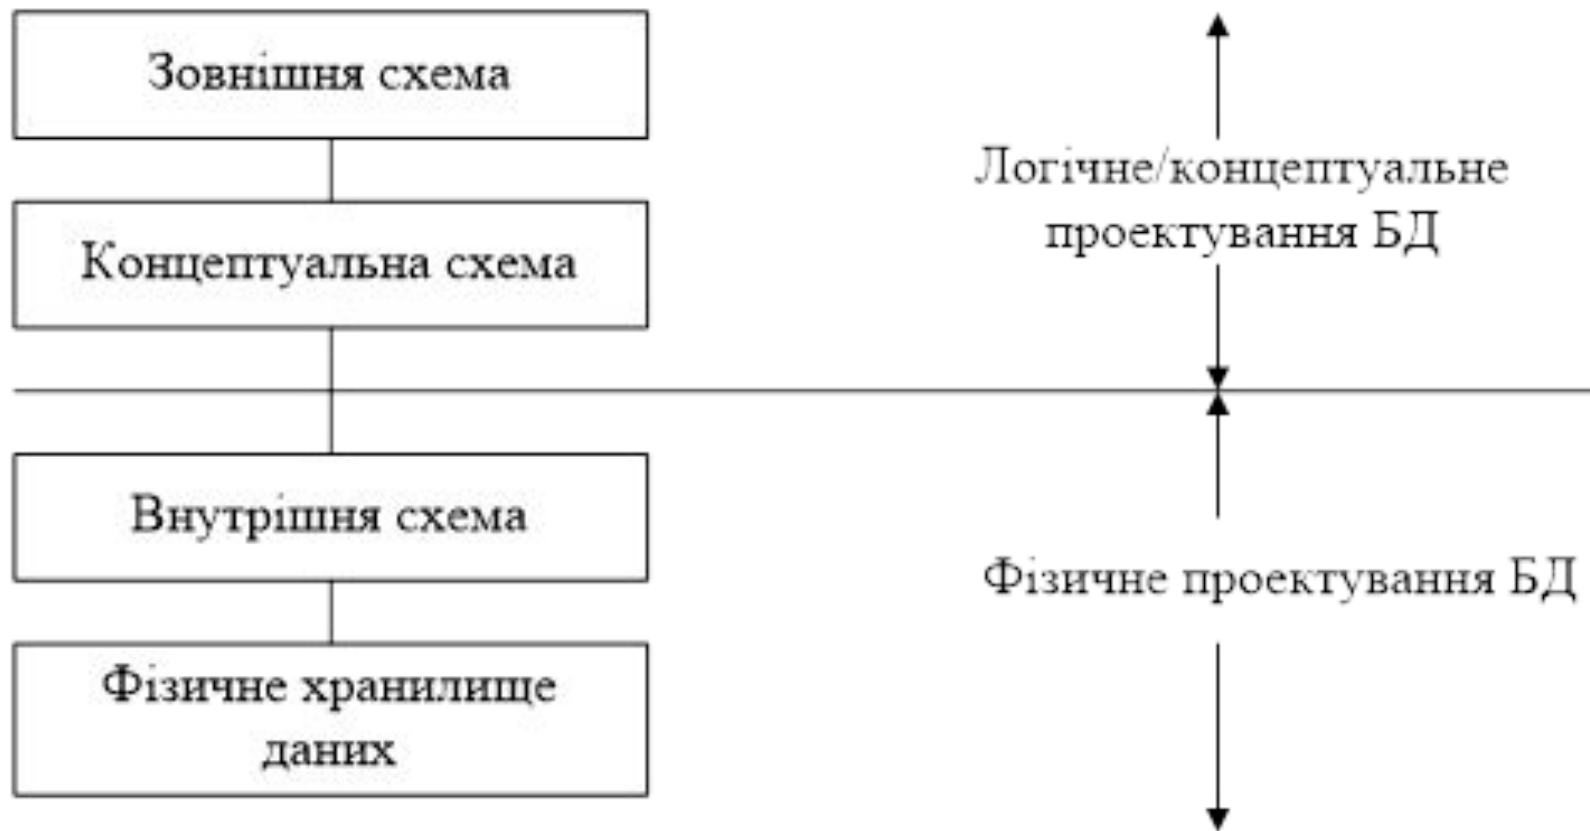 Зовнішня схема
Концептуальна схема
Логічне/концептуальне
проектування БД
Внутрішня схема
Фізичне проектування БД
Фізичне хранилище
даних